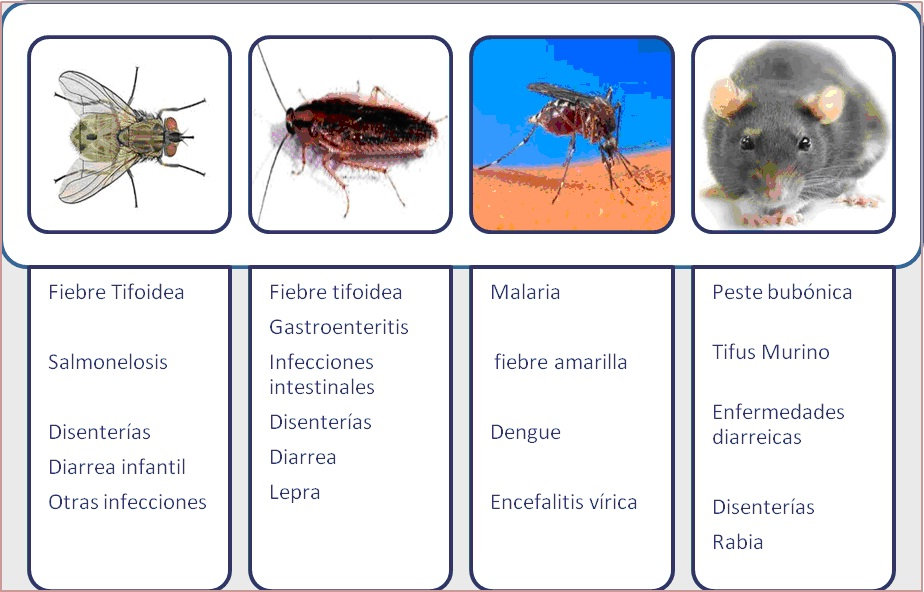 Fiebre Tifoidea
Salmonelosis
Disenterías
Diarrea infantil
Otras infecciones
Fiebre tifoidea
Gastroenteritis
Infecciones
intestinales
Disenterías
Diarrea
Lepra
Malaria
fiebre amarilla
Dengue
Encefalitis vírica
Peste bubónica
Tifus Murino
Enfermedades
diarreicas
Disenterías
Rabia